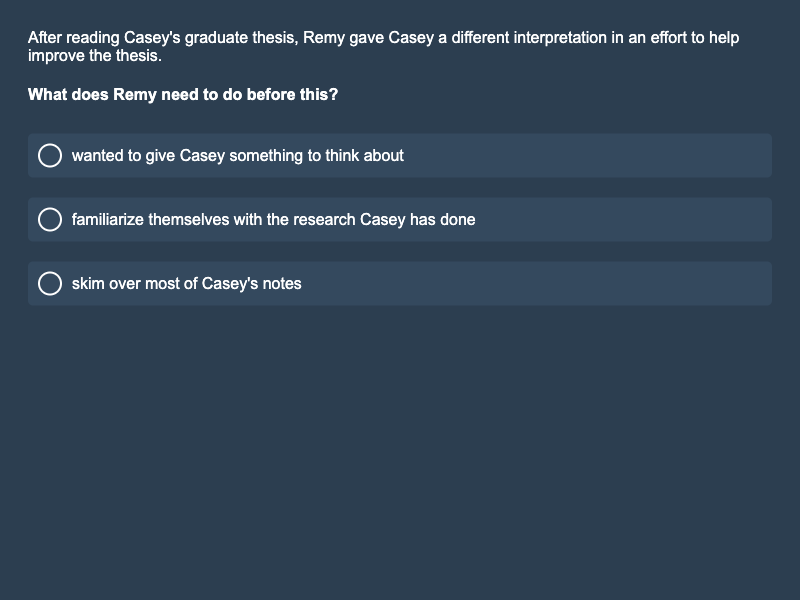 After reading Casey's graduate thesis, Remy gave Casey a different interpretation in an effort to help
improve the thesis.
What does Remy need to do before this?
wanted to give Casey something to think about
familiarize themselves with the research Casey has done
skim over most of Casey's notes